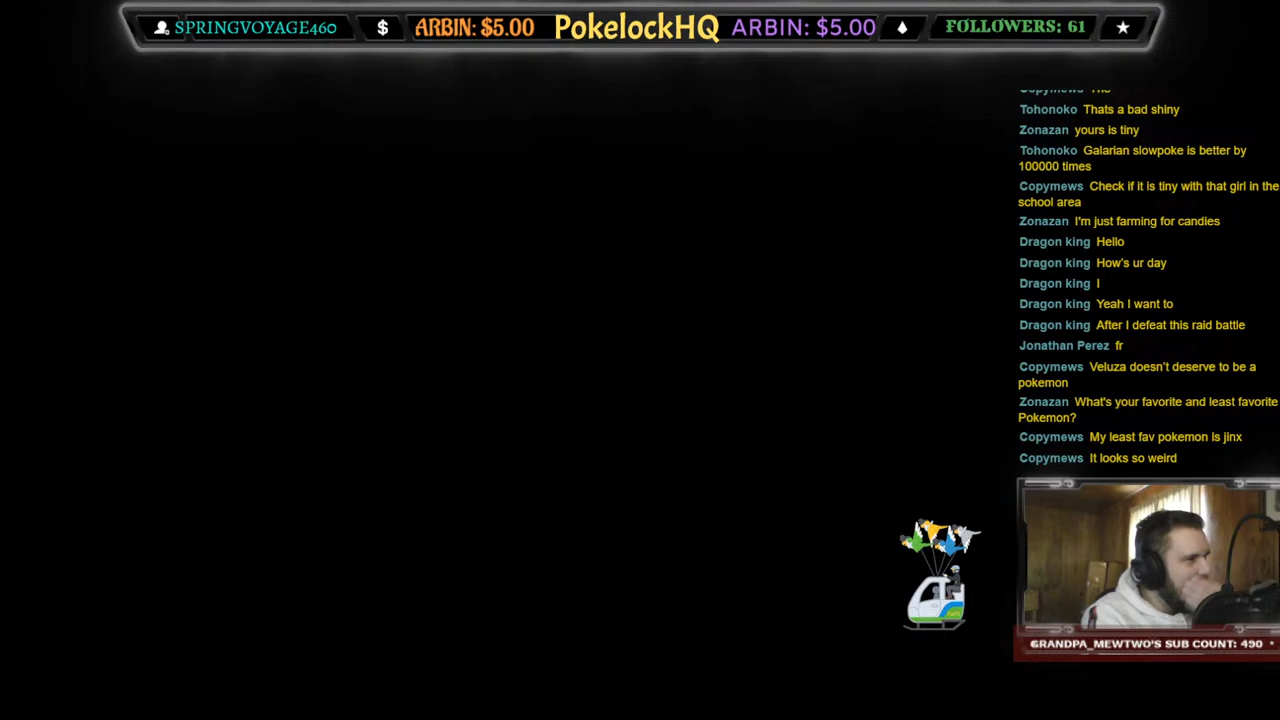 SPRINGVOYAGE460 $ ARBIN: $5.00 PokelockHQ ARBIN: $5.00 FOLLOWERS: 61
Tohonoko Thats a bad shiny
Zonazan yours is tiny
Tohonoko Galarian slowpoke is better by
100000 times
Copymews Check if it is tiny with that girl in the
school area
Zonazan I'm just farming for candies
Dragon king Hello
Dragon king How's ur day
Dragon king I
Dragon king Yeah I want to
Dragon king After I defeat this raid battle
Jonathan Perez fr
Copymews Veluza doesn't deserve to be a
pokemon
Zonazan What's your favorite and least favorite
Pokemon?
Copymews My least fav pokemon is jinx
Copymews It looks so weird
GRANDPA_MEWTWO'S SUB COUNT: 490 *